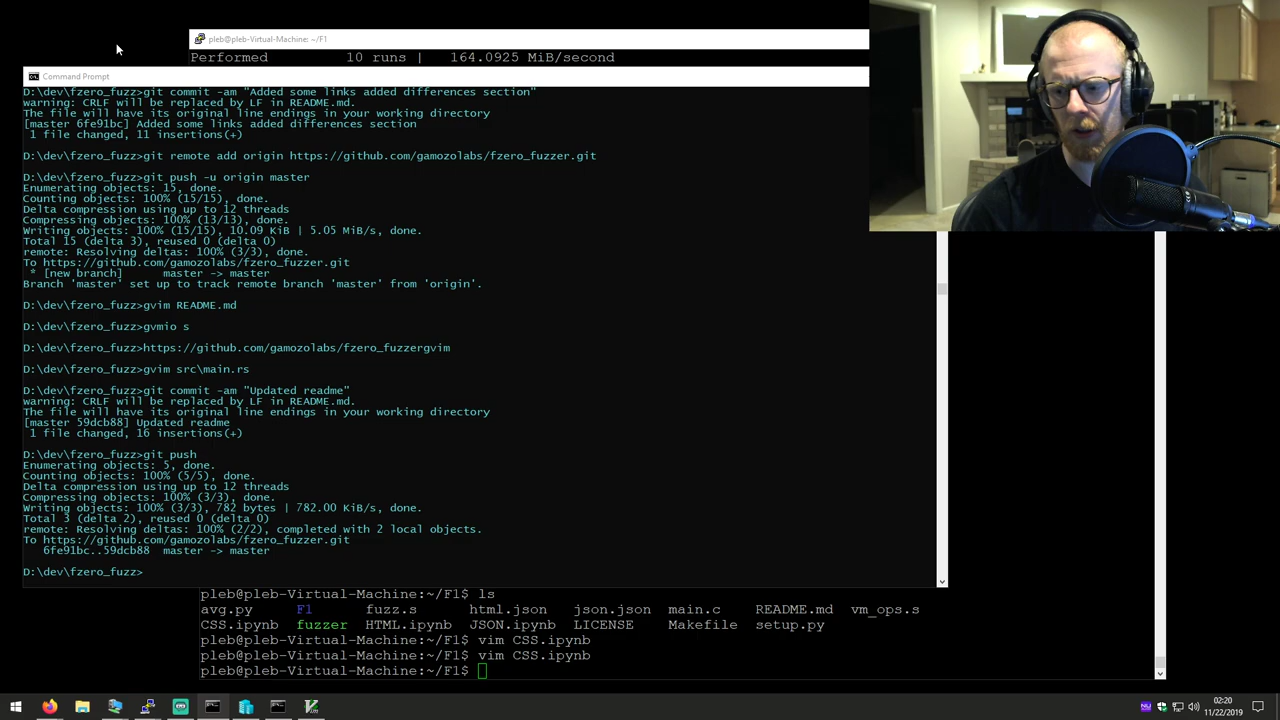 pleb@pleb-Virtual-Machine: ~/F1
Performed 10 runs | 164.0925 MiB/second
Command Prompt
D:\dev\fzero_fuzz>git commit -am "Added some links added differences section"
warning: CRLF will be replaced by LF in README.md.
The file will have its original line endings in your working directory
[master 6fe91bc] Added some links added differences section
1 file changed, 11 insertions(+)
D:\dev\fzero_fuzz>git remote add origin https://github.com/gamozolabs/fzero_fuzzer.git
D:\dev\fzero_fuzz>git push -u origin master
Enumerating objects: 15, done.
Counting objects: 100% (15/15), done.
Delta compression using up to 12 threads
Compressing objects: 100% (13/13), done.
Writing objects: 100% (15/15), 10.09 KiB | 5.05 MiB/s, done.
Total 15 (delta 3), reused 0 (delta 0)
remote: Resolving deltas: 100% (3/3), done.
To https://github.com/gamozolabs/fzero_fuzzer.git
* [new branch] master -> master
Branch 'master' set up to track remote branch 'master' from 'origin'.
D:\dev\fzero_fuzz>gvim README.md
D:\dev\fzero_fuzz>gvmio s
D:\dev\fzero_fuzz>https://github.com/gamozolabs/fzero_fuzzergvim
D:\dev\fzero_fuzz>gvim src\main.rs
D:\dev\fzero_fuzz>git commit -am "Updated readme"
warning: CRLF will be replaced by LF in README.md.
The file will have its original line endings in your working directory
[master 59dcb88] Updated readme
1 file changed, 16 insertions(+)
D:\dev\fzero_fuzz>git push
Enumerating objects: 5, done.
Counting objects: 100% (5/5), done.
Delta compression using up to 12 threads
Compressing objects: 100% (3/3), done.
Writing objects: 100% (3/3), 782 bytes | 782.00 KiB/s, done.
Total 3 (delta 2), reused 0 (delta 0)
remote: Resolving deltas: 100% (2/2), completed with 2 local objects.
To https://github.com/gamozolabs/fzero_fuzzer.git
6fe91bc..59dcb88 master -> master
D:\dev\fzero_fuzz>
pleb@pleb-Virtual-Machine:~/F1$ ls
avg.py F1 fuzz.s html.json json.json main.c README.md vm_ops.s
CSS.ipynb fuzzer HTML.ipynb JSON.ipynb LICENSE Makefile setup.py
pleb@pleb-Virtual-Machine:~/F1$ vim CSS.ipynb
pleb@pleb-Virtual-Machine:~/F1$ vim CSS.ipynb
pleb@pleb-Virtual-Machine:~/F1$
02:20
11/22/2019